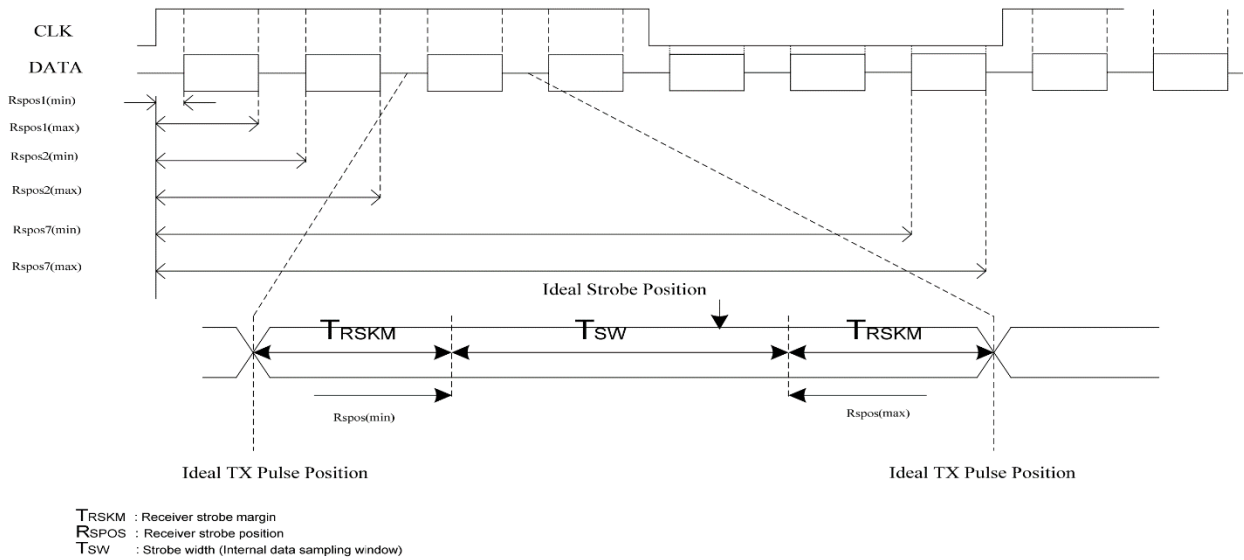 CLK
DATA
Rspos1(min)
Rspos1(max)
Rspos2(min)
Rspos2(max)
Rspos7(min)
Rspos7(max)
Ideal Strobe Position
TRSKM
TSW
TRSKM
Rspos(min)
Rspos(max)
Ideal TX Pulse Position
Ideal TX Pulse Position
TRSKM : Receiver strobe margin
RSPOS : Receiver strobe position
TSW : Strobe width (Internal data sampling window)